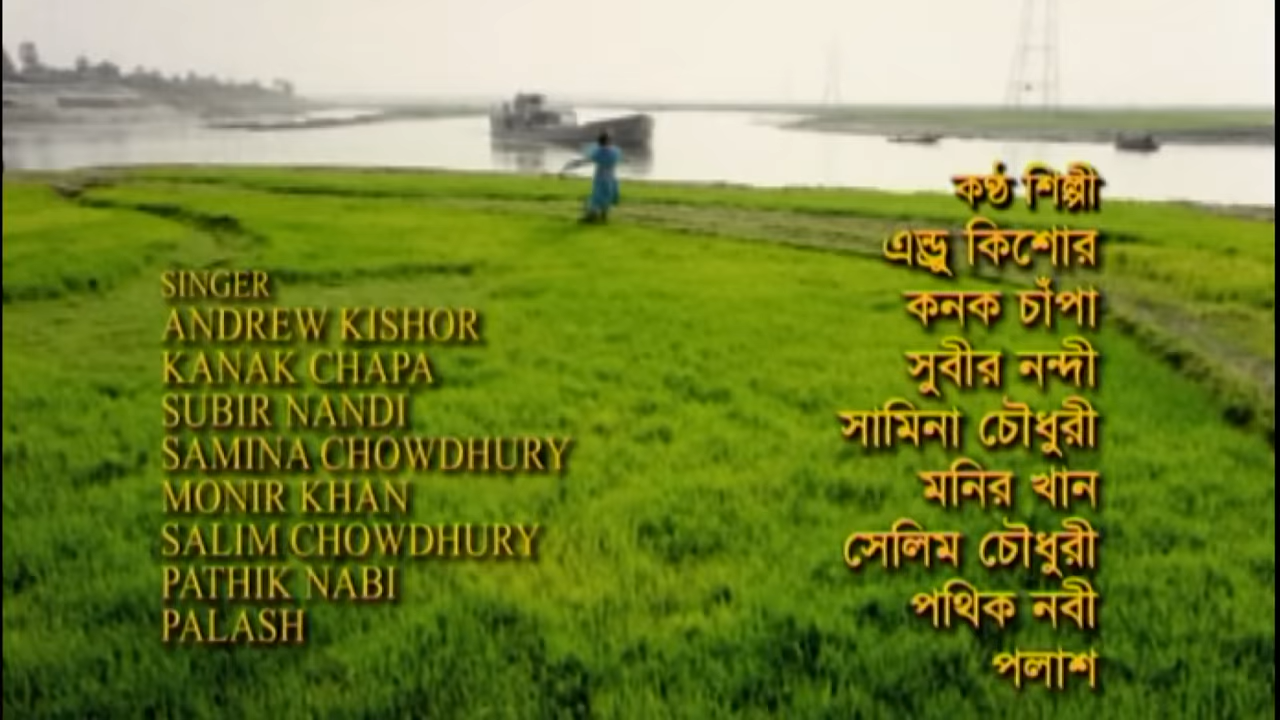 SINGER
ANDREW KISHOR
KANAK CHAPA
SUBIR NANDI
SAMINA CHOWDHURY
MONIR KHAN
SALIM CHOWDHURY
PATHIK NABI
PALASH
কণ্ঠ শিল্পী
এন্ড্রু কিশোর
কনক চাঁপা
সুবীর নন্দী
সামিনা চৌধুরী
মনির খান
সেলিম চৌধুরী
পথিক নবী
পলাশ